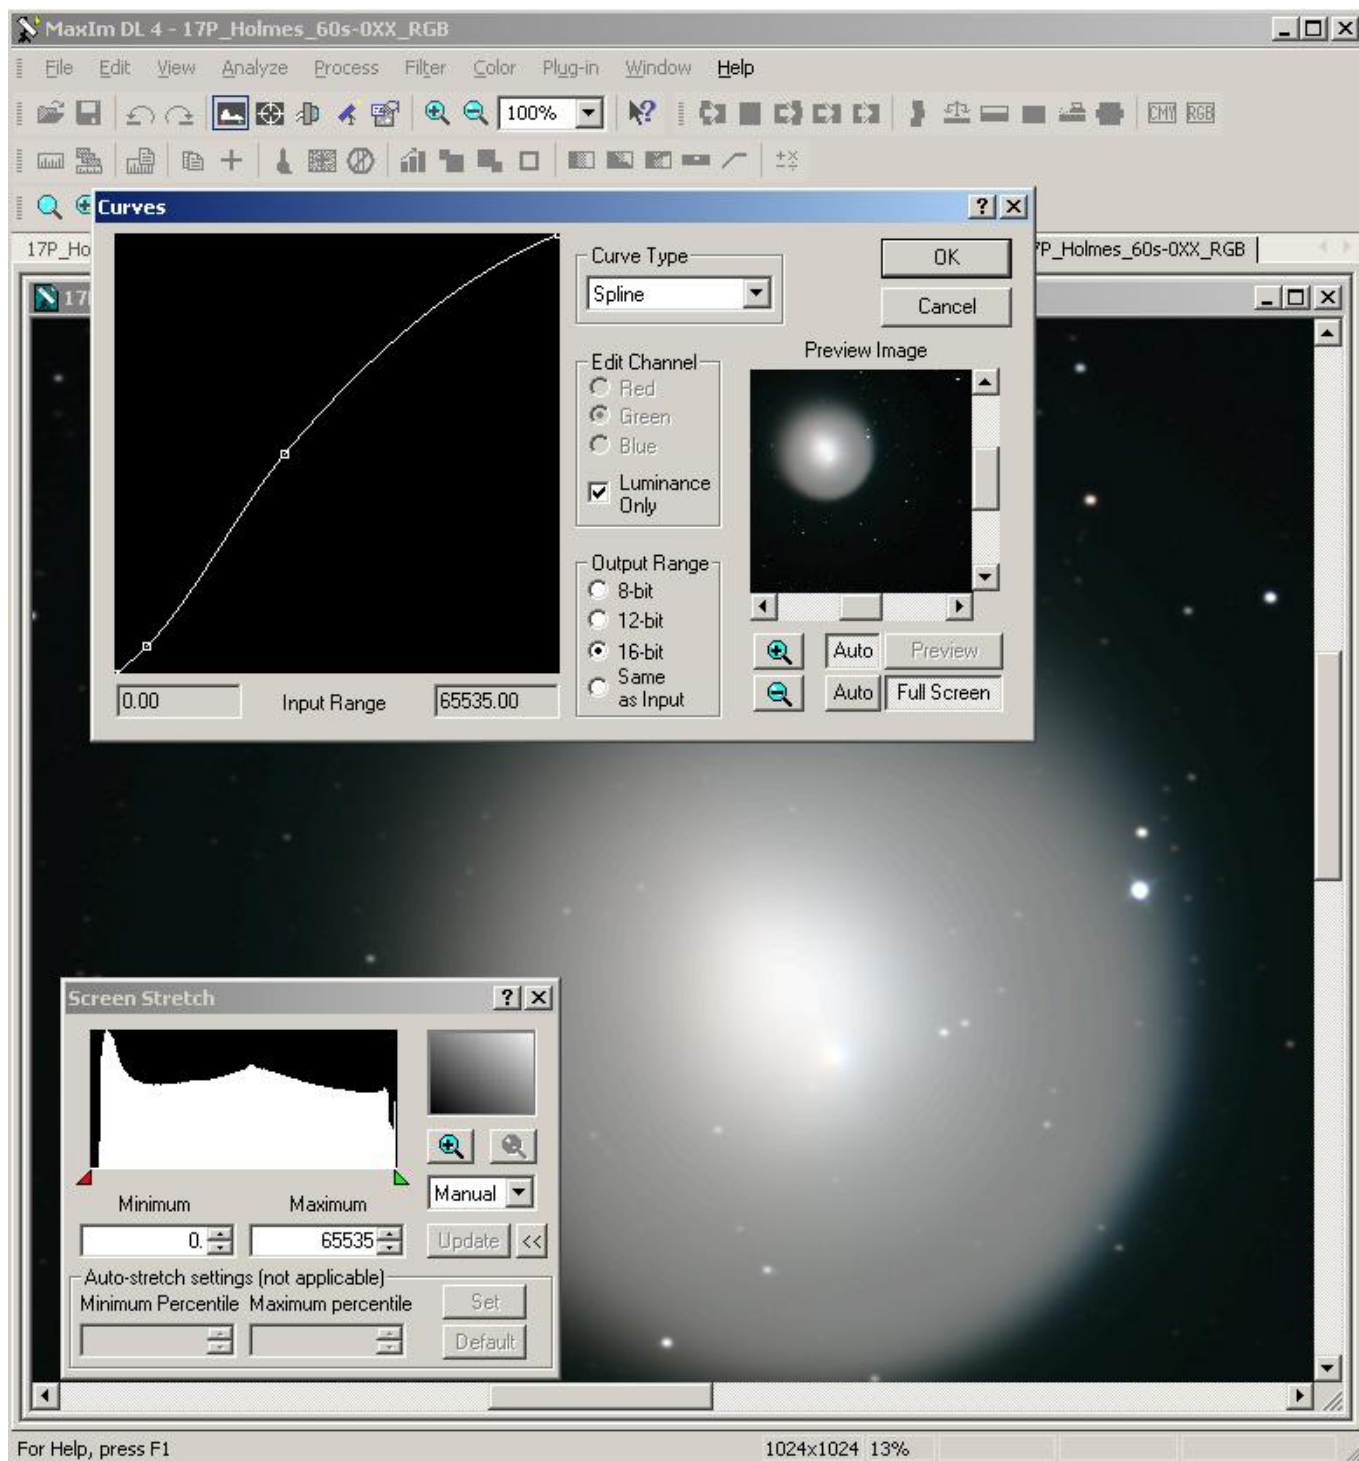 MaxIm DL 4 - 17P_Holmes_60s-0XX_RGB
File Edit View Analyze Process Filter Color Plug-in Window Help
100%
CMY RGB
Curves
17P_Ho
7P_Holmes_60s-0XX_RGB
17
Curve Type
Spline
OK
Cancel
Edit Channel
Red
Green
Blue
Luminance
Only
Preview Image
Output Range
8-bit
12-bit
16-bit
Same
as Input
Auto Preview
Auto Full Screen
0.00 Input Range 65535.00
Screen Stretch
Manual
Minimum Maximum
0. 65535 Update <<
Auto-stretch settings (not applicable)
Minimum Percentile Maximum percentile
Set
Default
For Help, press F1
1024x1024 13%